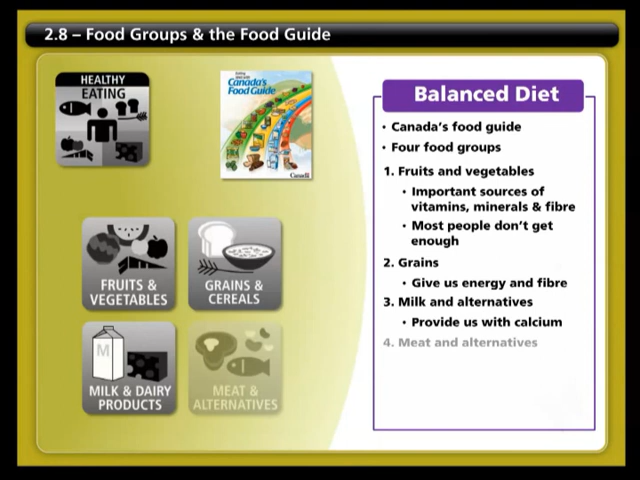 2.8 – Food Groups & the Food Guide
HEALTHY
EATING
Canada's
Food Guide
Canada
FRUITS &
VEGETABLES
GRAINS &
CEREALS
M
MILK & DAIRY
PRODUCTS
MEAT &
ALTERNATIVES
Balanced Diet
• Canada's food guide
• Four food groups
1. Fruits and vegetables
• Important sources of
vitamins, minerals & fibre
• Most people don't get
enough
2. Grains
• Give us energy and fibre
3. Milk and alternatives
• Provide us with calcium
4. Meat and alternatives